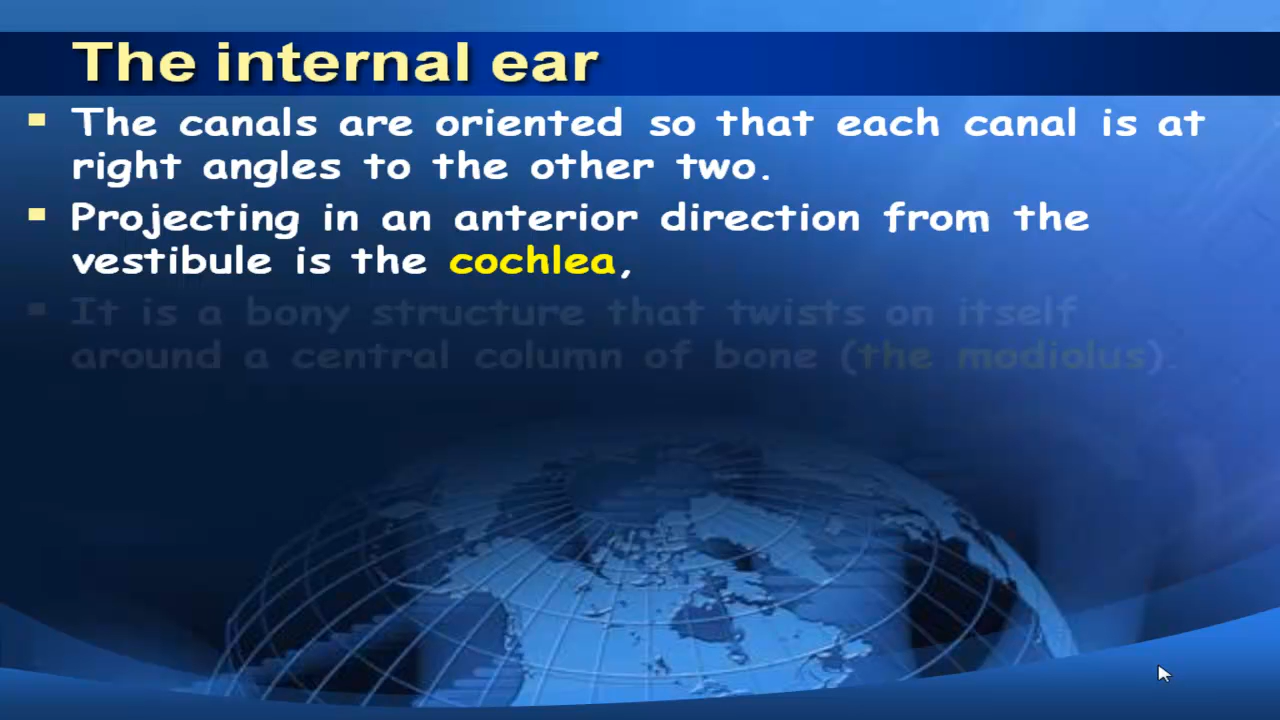 The internal ear
The canals are oriented so that each canal is at
right angles to the other two.
Projecting in an anterior direction from the
vestibule is the cochlea,
It is a bony structure that twists on itself
around a central column of bone (the modiolus).